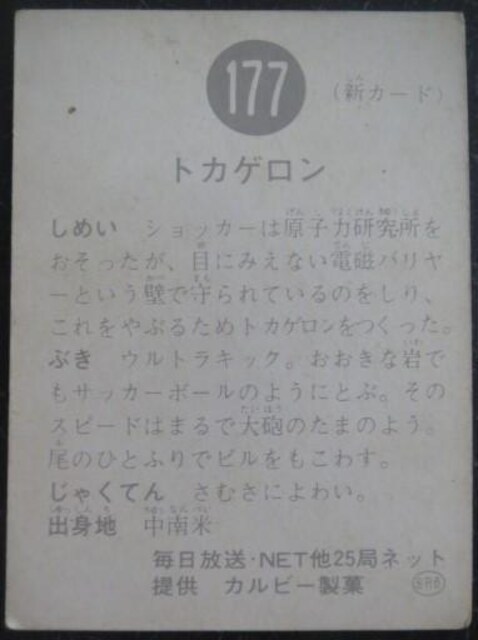 177
(新カード)
トカゲロン
しめい ショッカーは原子力研究所を
おそったが、目にみえない電磁バリヤ
ーという壁で守られているのをしり、
これをやぶるためトカゲロンをつくった。
ぶき ウルトラキック。おおきな岩で
もサッカーボールのようにとぶ。その
スピードはまるで大砲のたまのよう。
尾のひとふりでビルをもこわす。
じゃくてん さむさによわい。
出身地 中南米
毎日放送・NET他25局ネット
提供 カルビー製菓